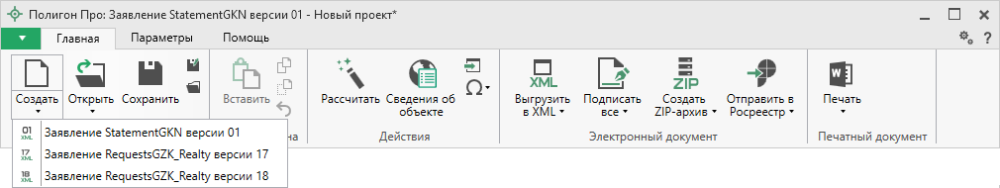 Полигон Про: Заявление StatementGKN версии 01 - Новый проект*
Главная Параметры Помощь ?
XML ZIP W
Создать Открыть Сохранить Вставить Рассчитать Сведения об объекте Ω Выгрузить в XML Подписать все Создать ZIP-архив Отправить в Росреестр Печать
на Действия Электронный документ Печатный документ
01 XML Заявление StatementGKN версии 01
17 XML Заявление RequestsGZK_Realty версии 17
18 XML Заявление RequestsGZK_Realty версии 18